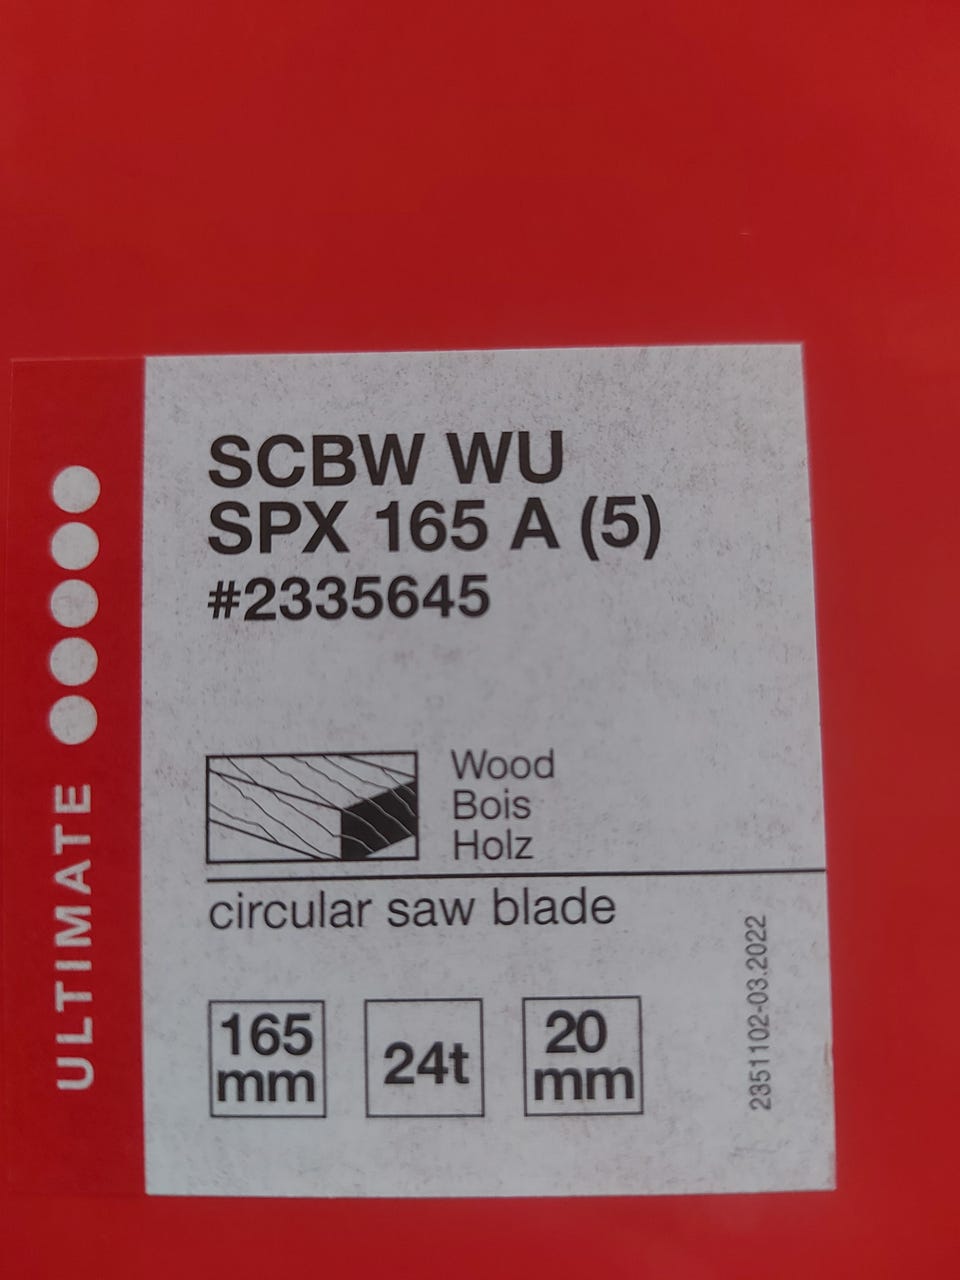 SCBW WU
SPX 165 A (5)
#2335645
Wood
Bois
Holz
circular saw blade
165
mm
24t
20
mm
2351102-03.2022
ULTIMATE